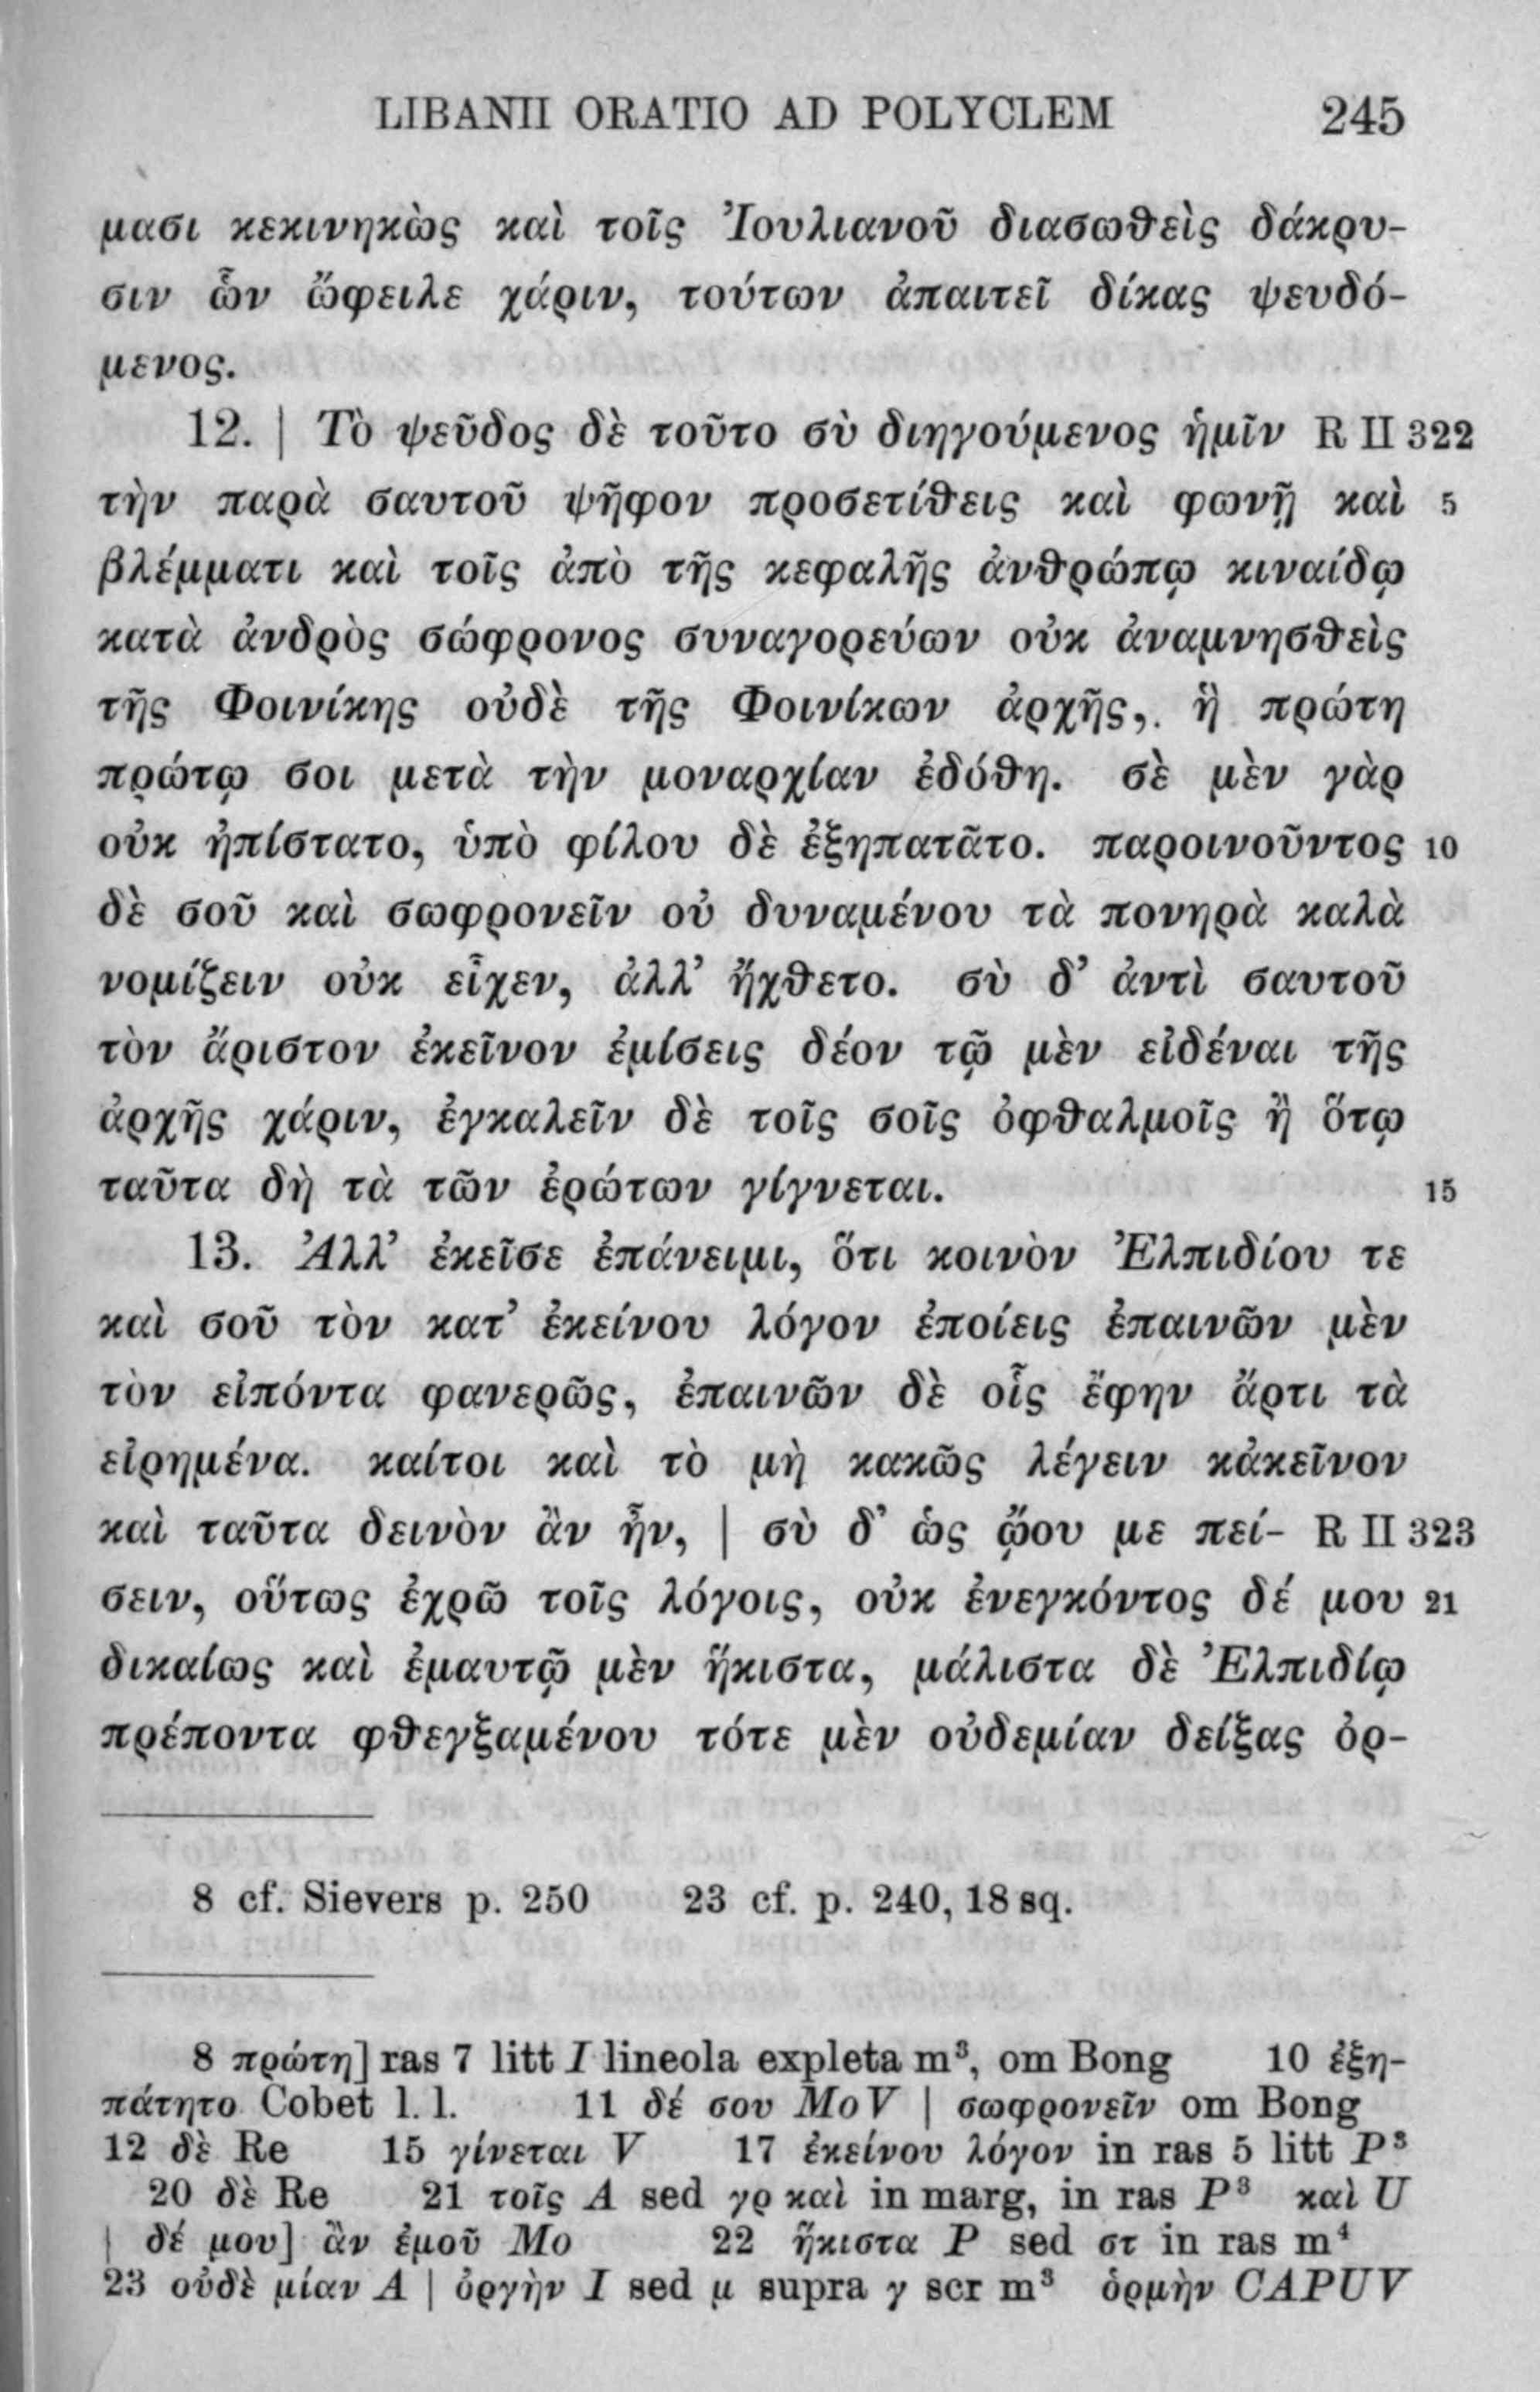 LIBANII ORATIO AD POLYCLEM 245
μασι κεκινηκὼς καὶ τοῖς Ἰουλιανοῦ διασωθεὶς δάκρυ-
σιν ὧν ὤφειλε χάριν, τούτων ἀπαιτεῖ δίκας ψευδό-
μενος.
12. | Τὸ ψεῦδος δὲ τοῦτο σὺ διηγούμενος ἡμῖν R II 322
τὴν παρὰ σαυτοῦ ψῆφον προσετίθεις καὶ φωνῇ καὶ 5
βλέμματι καὶ τοῖς ἀπὸ τῆς κεφαλῆς ἀνθρώπῳ κιναίδῳ
κατὰ ἀνδρὸς σώφρονος συναγορεύων οὐκ ἀναμνησθεὶς
τῆς Φοινίκης οὐδὲ τῆς Φοινίκων ἀρχῆς, ἣ πρώτη
πρώτῳ σοι μετὰ τὴν μοναρχίαν ἐδόθη. σὲ μὲν γὰρ
οὐκ ἠπίστατο, ὑπὸ φίλου δὲ ἐξηπατᾶτο. παροινοῦντος 10
δὲ σοῦ καὶ σωφρονεῖν οὐ δυναμένου τὰ πονηρὰ καλὰ
νομίζειν οὐκ εἶχεν, ἀλλ’ ἤχθετο. σὺ δ’ ἀντὶ σαυτοῦ
τὸν ἄριστον ἐκεῖνον ἐμίσεις δέον τῷ μὲν εἰδέναι τῆς
ἀρχῆς χάριν, ἐγκαλεῖν δὲ τοῖς σοῖς ὀφθαλμοῖς ἢ ὅτῳ
ταῦτα δὴ τὰ τῶν ἐρώτων γίγνεται. 15
13. Ἀλλ’ ἐκεῖσε ἐπάνειμι, ὅτι κοινὸν Ἐλπιδίου τε
καὶ σοῦ τὸν κατ’ ἐκείνου λόγον ἐποίεις ἐπαινῶν μὲν
τὸν εἰπόντα φανερῶς, ἐπαινῶν δὲ οἷς ἔφην ἄρτι τὰ
εἰρημένα. καίτοι καὶ τὸ μὴ κακῶς λέγειν κἀκεῖνον
καὶ ταῦτα δεινὸν ἂν ἦν, | σὺ δ’ ὡς ᾤου με πεί- R II 323
σειν, οὕτως ἐχρῶ τοῖς λόγοις, οὐκ ἐνεγκόντος δέ μου 21
δικαίως καὶ ἐμαυτῷ μὲν ἥκιστα, μάλιστα δὲ Ἐλπιδίῳ
πρέποντα φθεγξαμένου τότε μὲν οὐδεμίαν δείξας ὀρ-
8 cf. Sievers p. 250 23 cf. p. 240, 18 sq.
8 πρώτη] ras 7 litt I lineola expleta m³, om Bong 10 ἐξη-
πάτητο Cobet l. l. 11 δέ σου Mo V | σωφρονεῖν om Bong
12 δὲ Re 15 γίνεται V 17 ἐκείνου λόγον in ras 5 litt P³
20 δὲ Re 21 τοῖς A sed γρ καὶ in marg, in ras P³ καὶ U
| δέ μου] ἂν ἐμοῦ Mo 22 ἥκιστα P sed στ in ras m⁴
23 οὐδὲ μίαν A | ὀργὴν I sed μ supra γ scr m³ ὁρμὴν CAPUV